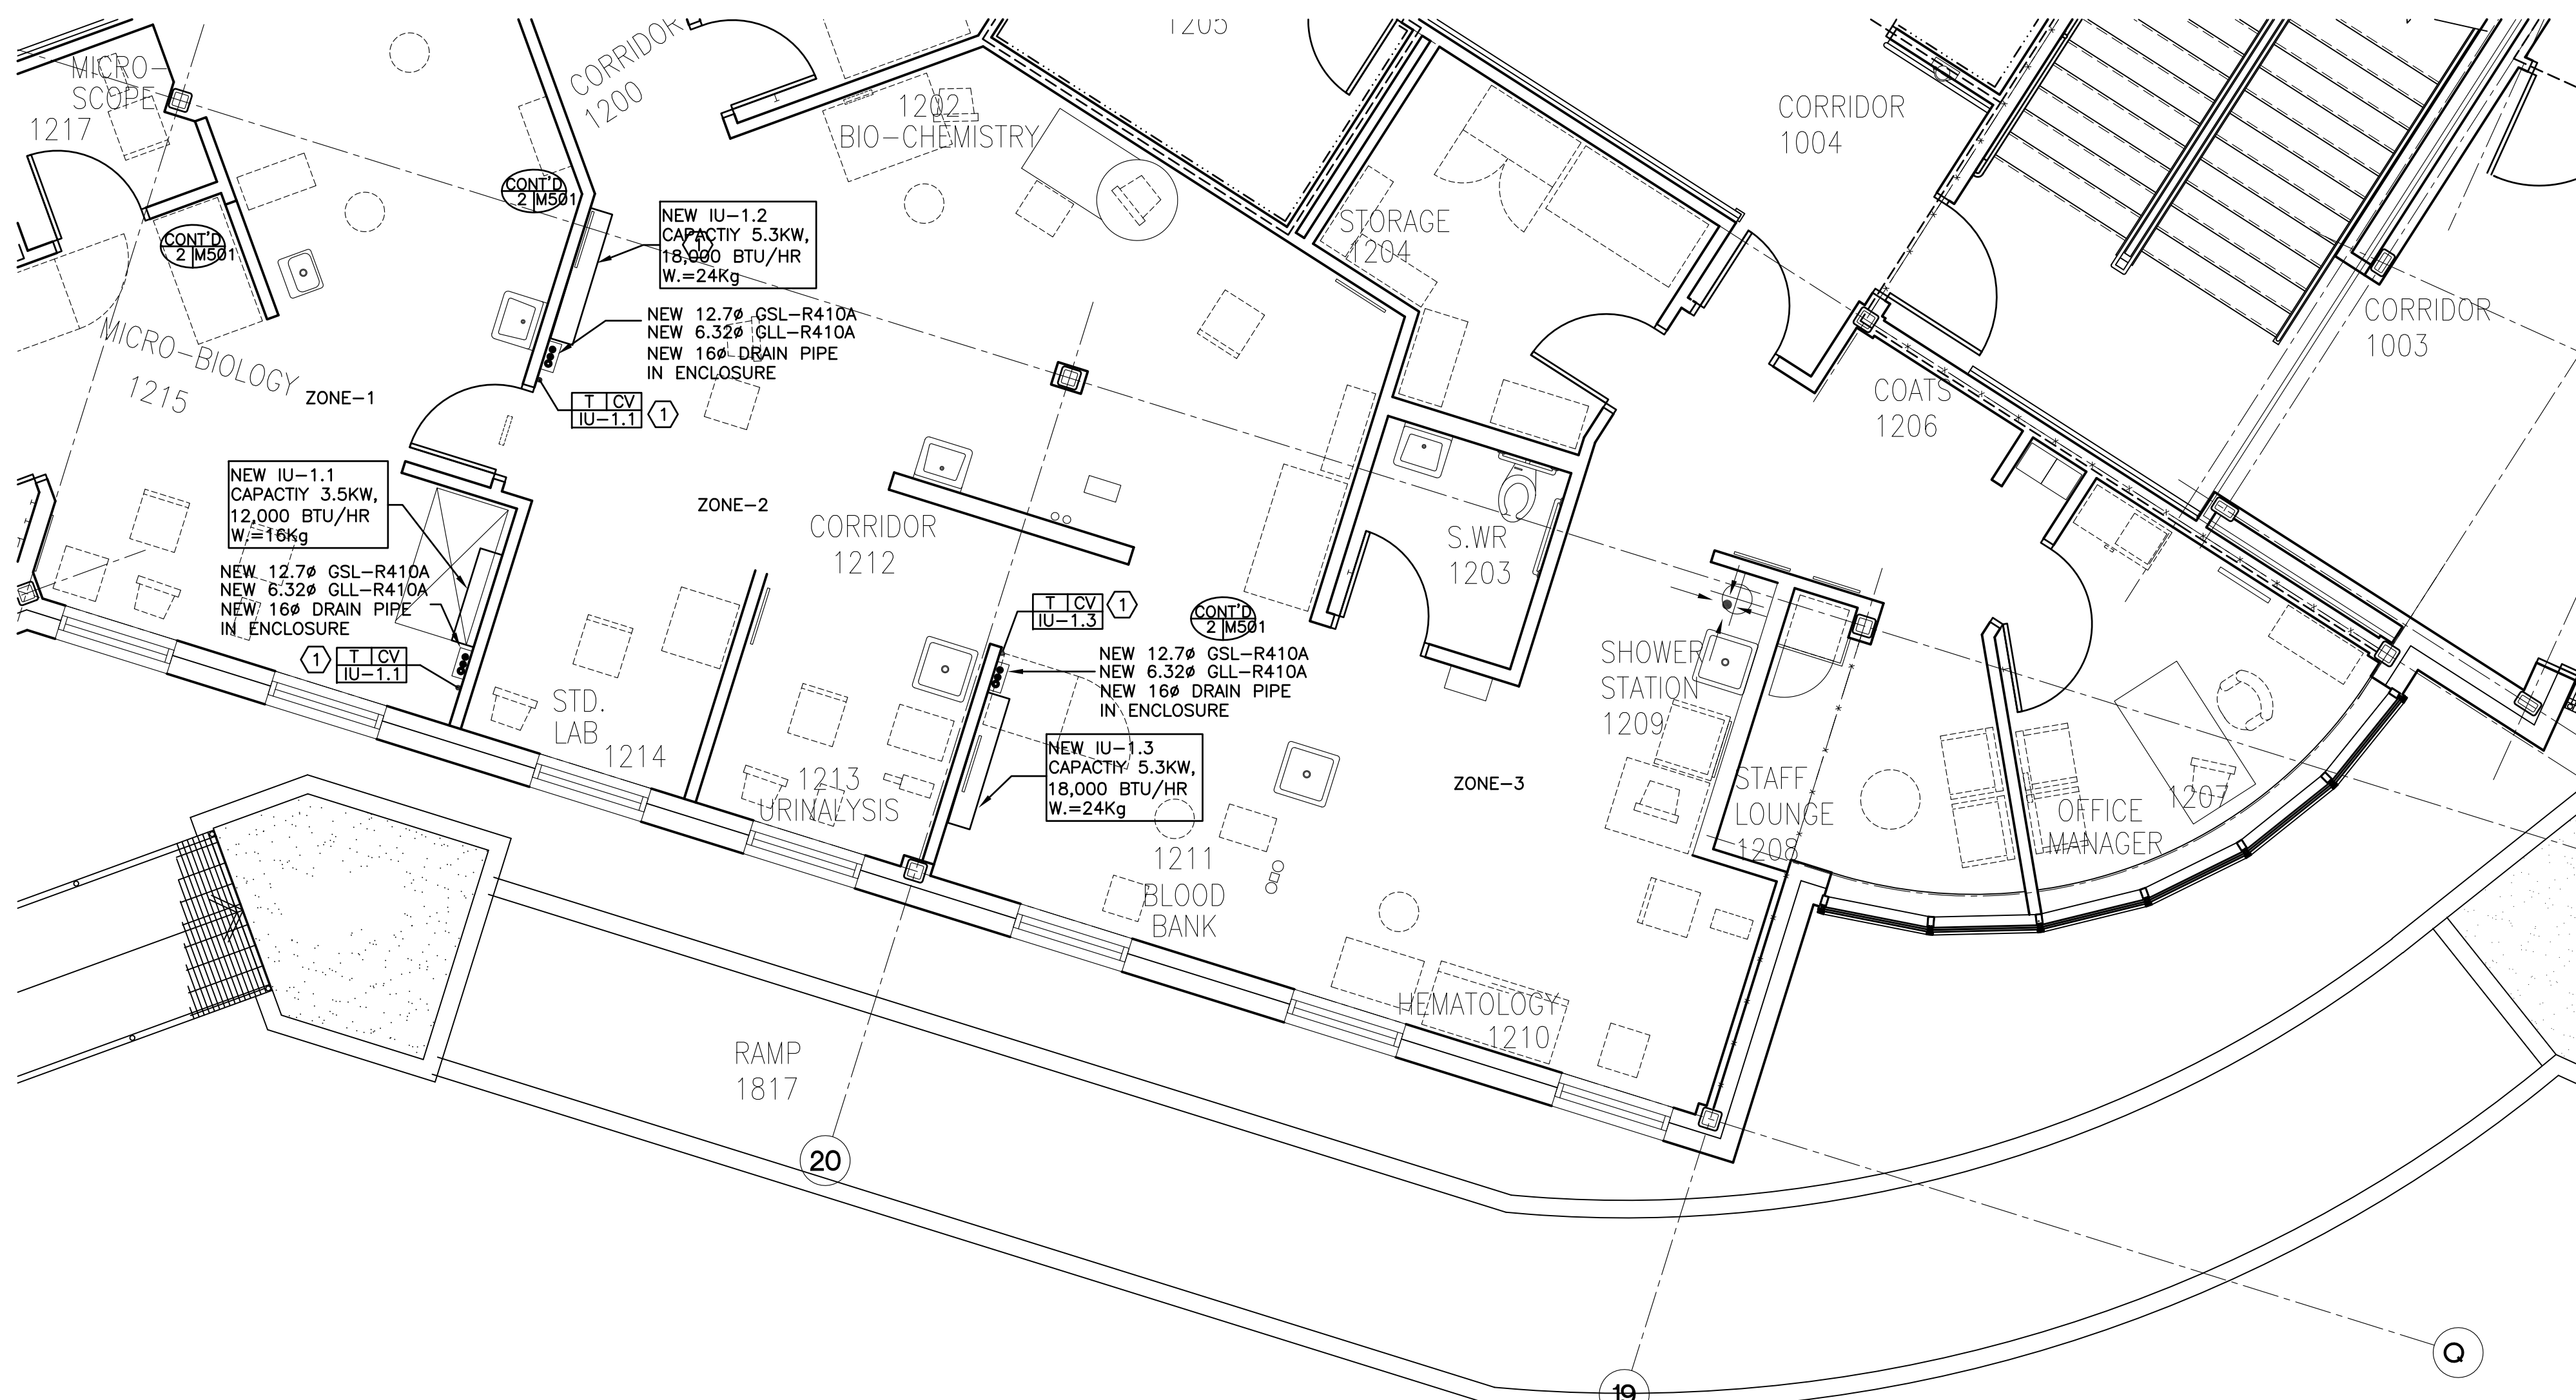 1205
MICRO-
SCOPE
1217
CORRIDOR
1200
1202
BIO-CHEMISTRY
CORRIDOR
1004
STORAGE
1204
CONT'D
2 M501
CONT'D
2 M501
NEW IU-1.2
CAPACTIY 5.3KW,
18,000 BTU/HR
W.=24Kg
1
NEW 12.7ø GSL-R410A
NEW 6.32ø GLL-R410A
NEW 16ø DRAIN PIPE
IN ENCLOSURE
CORRIDOR
1003
MICRO-BIOLOGY
1215
ZONE-1
T CV
IU-1.1
1
COATS
1206
NEW IU-1.1
CAPACTIY 3.5KW,
12,000 BTU/HR
W.=16Kg
ZONE-2
CORRIDOR
1212
S.WR
1203
NEW 12.7ø GSL-R410A
NEW 6.32ø GLL-R410A
NEW 16ø DRAIN PIPE
IN ENCLOSURE
1
T CV
IU-1.1
T CV
IU-1.3
1
CONT'D
2 M501
NEW 12.7ø GSL-R410A
NEW 6.32ø GLL-R410A
NEW 16ø DRAIN PIPE
IN ENCLOSURE
SHOWER
STATION
1209
STD.
LAB
1214
1213
URINALYSIS
NEW IU-1.3
CAPACTIY 5.3KW,
18,000 BTU/HR
W.=24Kg
ZONE-3
STAFF
LOUNGE
1208
OFFICE
MANAGER
1207
1211
BLOOD
BANK
HEMATOLOGY
1210
RAMP
1817
20
19
Q